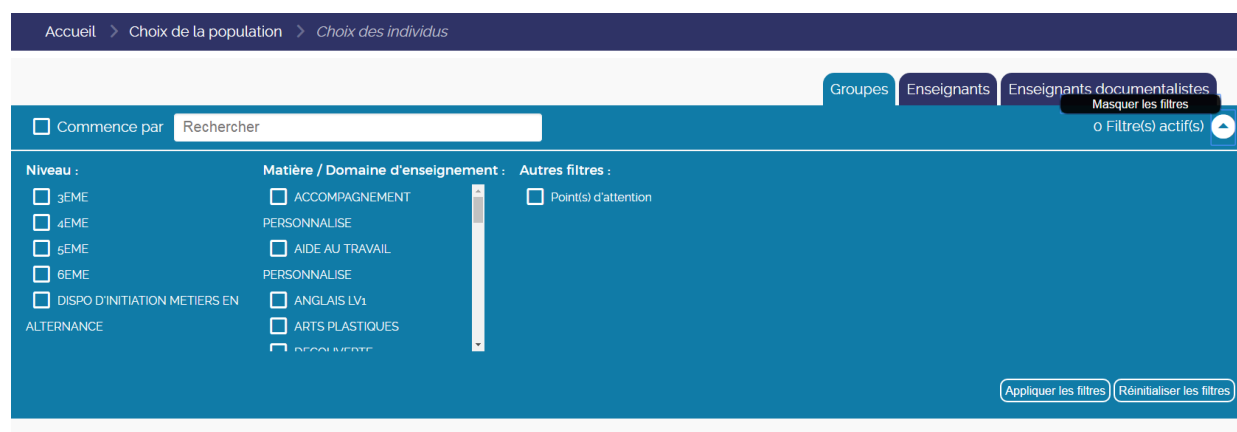 Accueil > Choix de la population > Choix des individus
Groupes Enseignants Enseignants documentalistes
Masquer les filtres
Commence par Rechercher 0 Filtre(s) actif(s)
Niveau : Matière / Domaine d'enseignement : Autres filtres :
3EME ACCOMPAGNEMENT Point(s) d'attention
4EME PERSONNALISE
5EME AIDE AU TRAVAIL
6EME PERSONNALISE
DISPO D'INITIATION METIERS EN ANGLAIS LV1
ALTERNANCE ARTS PLASTIQUES
DECOUVERTE
Appliquer les filtres Réinitialiser les filtres